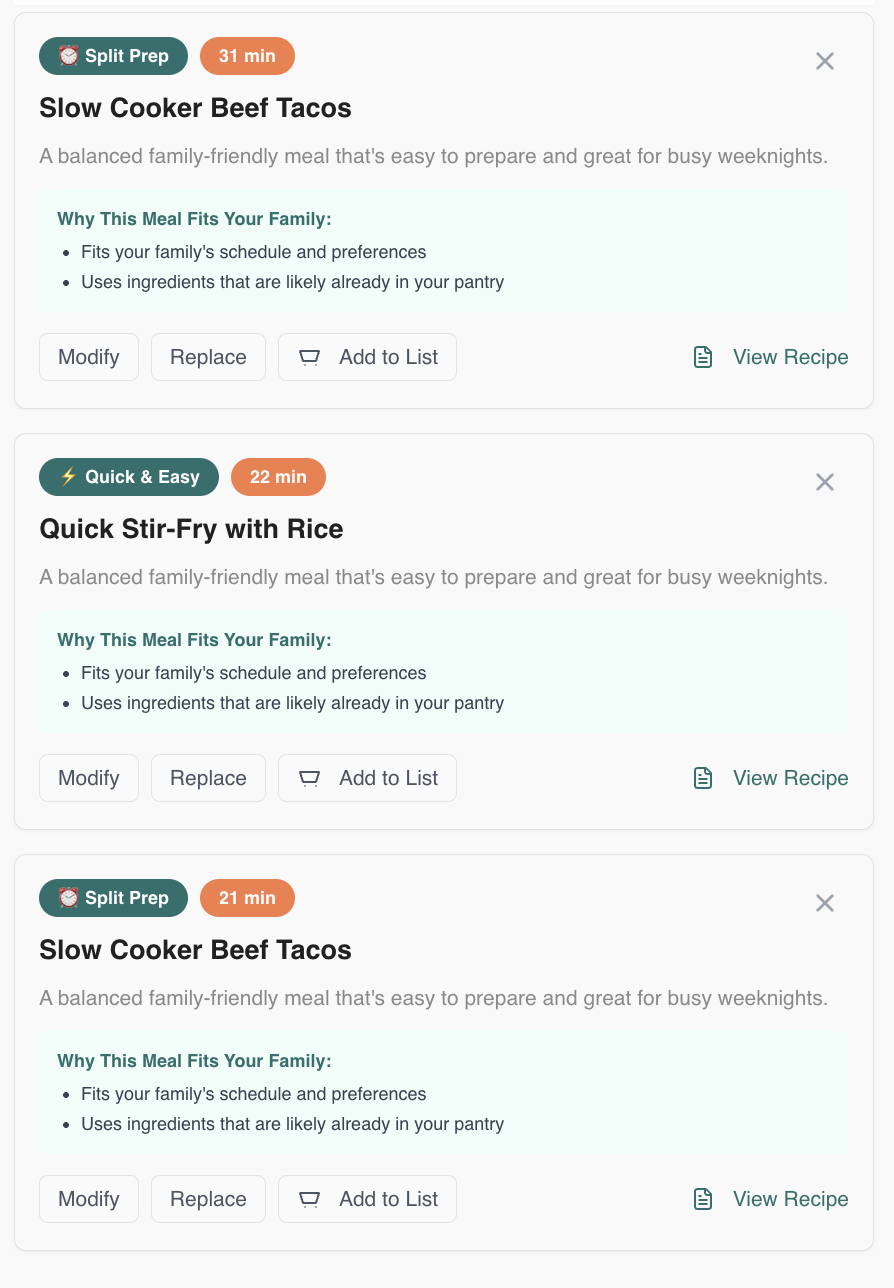 ⏰ Split Prep 31 min
Slow Cooker Beef Tacos
A balanced family-friendly meal that's easy to prepare and great for busy weeknights.
Why This Meal Fits Your Family:
• Fits your family's schedule and preferences
• Uses ingredients that are likely already in your pantry
Modify Replace Add to List View Recipe
⚡ Quick & Easy 22 min
Quick Stir-Fry with Rice
A balanced family-friendly meal that's easy to prepare and great for busy weeknights.
Why This Meal Fits Your Family:
• Fits your family's schedule and preferences
• Uses ingredients that are likely already in your pantry
Modify Replace Add to List View Recipe
⏰ Split Prep 21 min
Slow Cooker Beef Tacos
A balanced family-friendly meal that's easy to prepare and great for busy weeknights.
Why This Meal Fits Your Family:
• Fits your family's schedule and preferences
• Uses ingredients that are likely already in your pantry
Modify Replace Add to List View Recipe